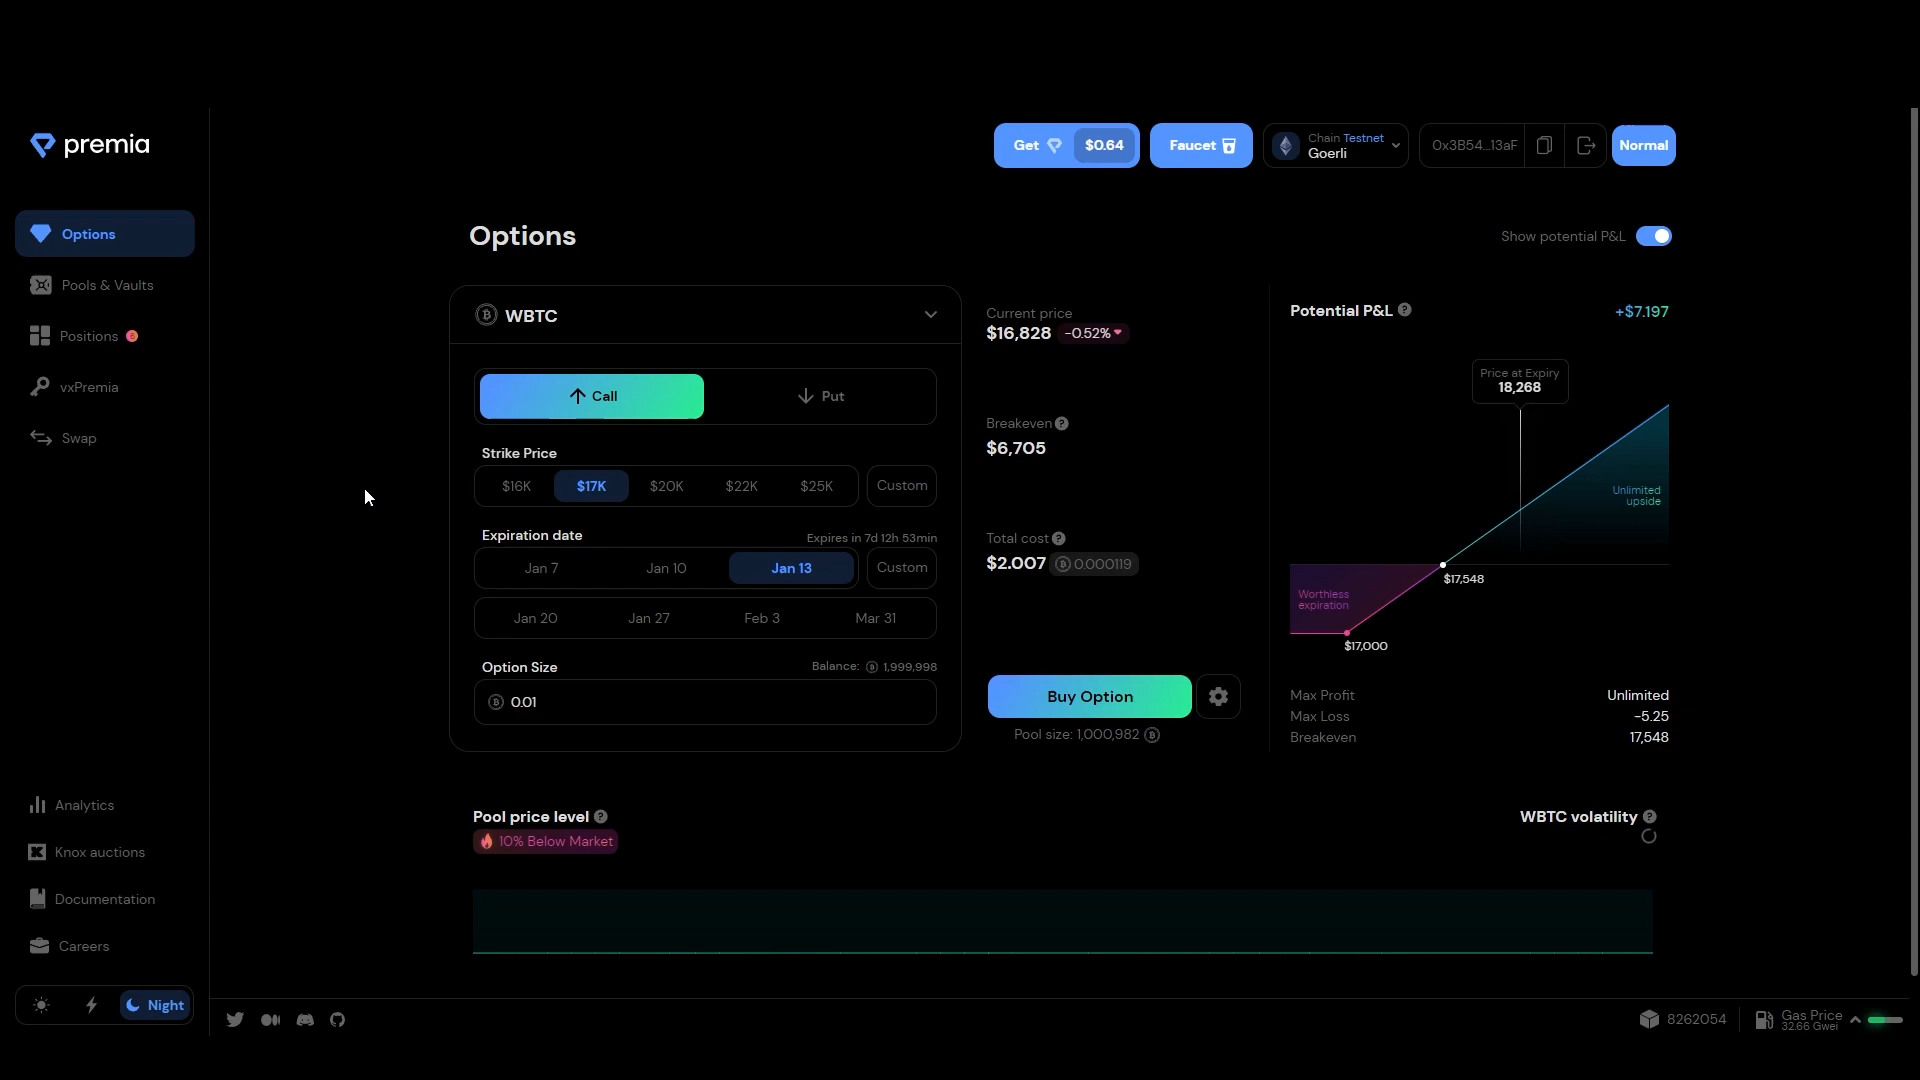 premia
Get $0.64
Faucet
Chain Testnet
Goerli
0x3B54...13aF
Normal
Options
Pools & Vaults
Positions
vxPremia
Swap
Analytics
Knox auctions
Documentation
Careers
Night
Options
Show potential P&L
WBTC
Call
Put
Strike Price
$16K $17K $20K $22K $25K Custom
Expiration date
Expires in 7d 12h 53min
Jan 7 Jan 10 Jan 13 Custom
Jan 20 Jan 27 Feb 3 Mar 31
Option Size
Balance: 1,999,998
0.01
Current price
$16,828 -0.52%
Breakeven ?
$6,705
Total cost ?
$2.007 0.000119
Buy Option
Pool size: 1,000,982
Potential P&L ?
+$7.197
Price at Expiry
18,268
Unlimited
upside
$17,548
Worthless
expiration
$17,000
Max Profit Unlimited
Max Loss -5.25
Breakeven 17,548
Pool price level ?
10% Below Market
WBTC volatility ?
8262054
Gas Price
32.66 Gwei